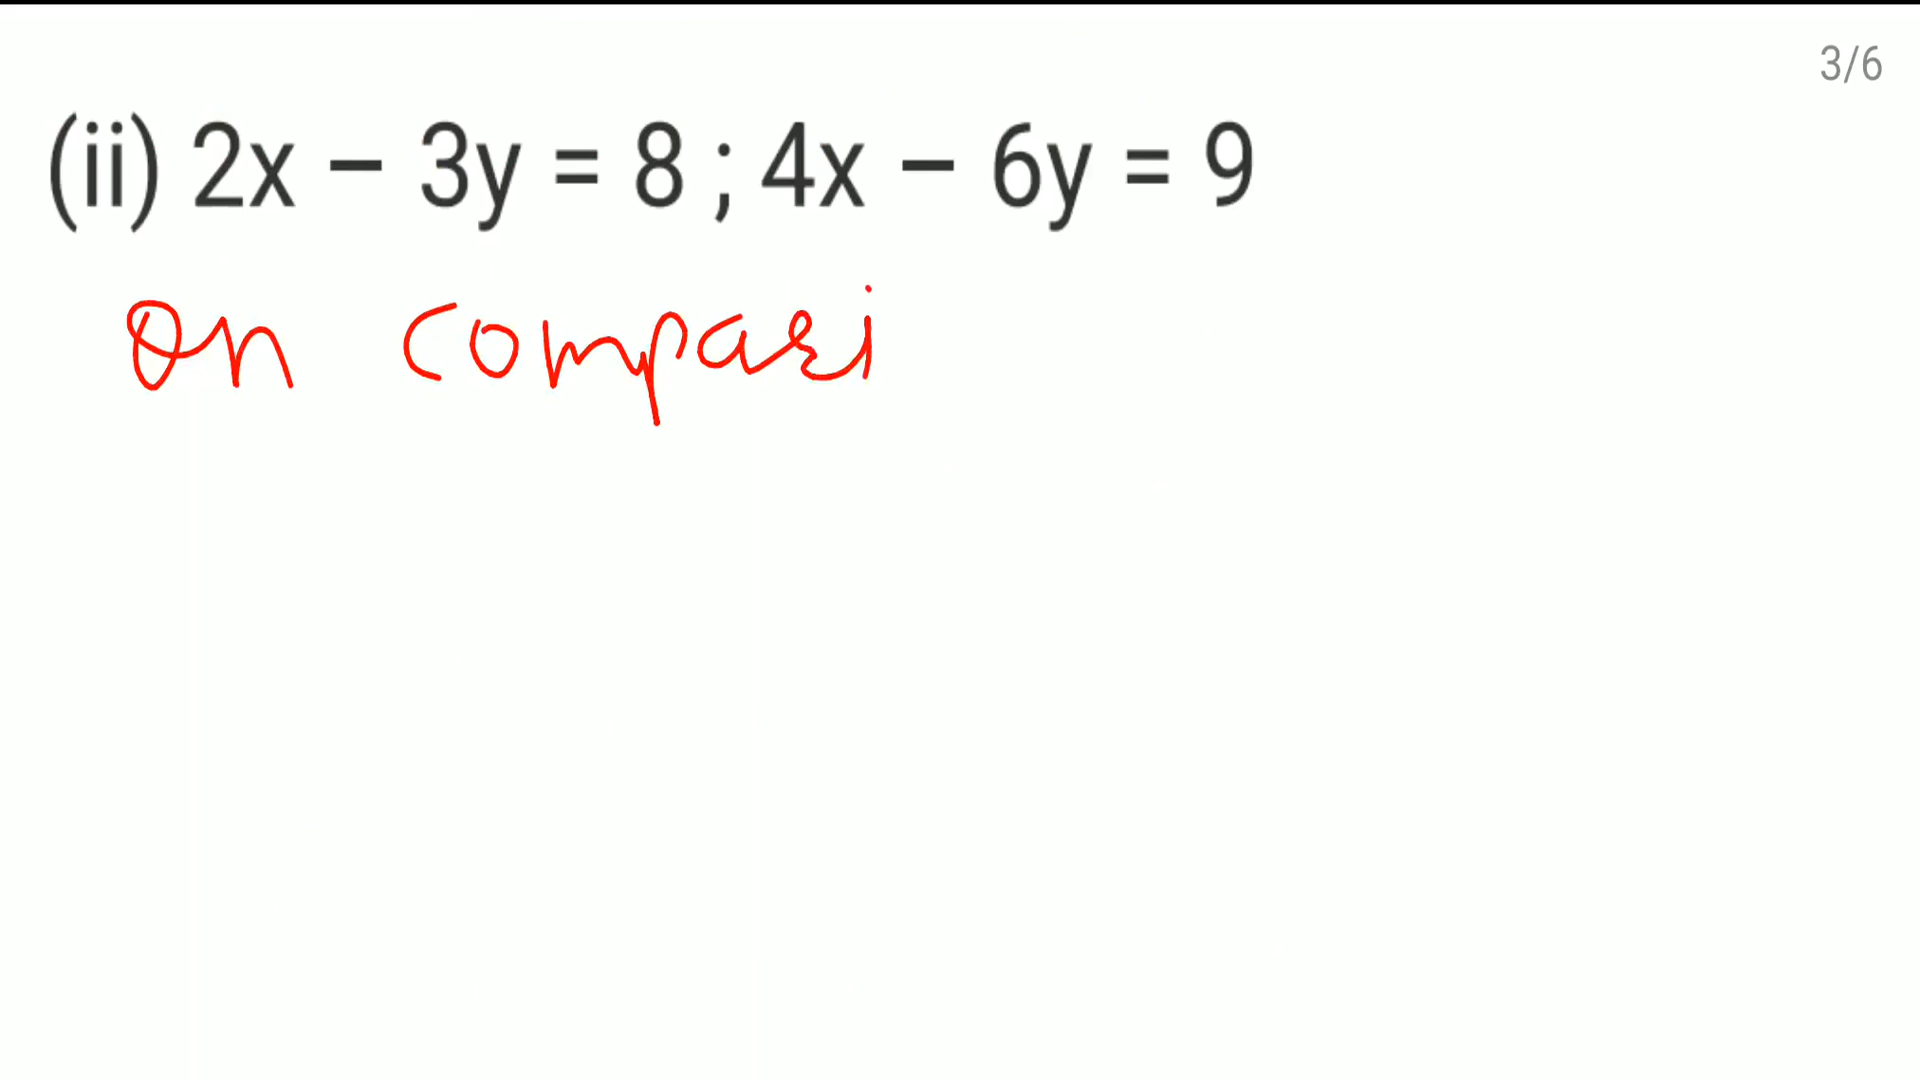 3/6
(ii) 2x – 3y = 8 ; 4x – 6y = 9
on compari